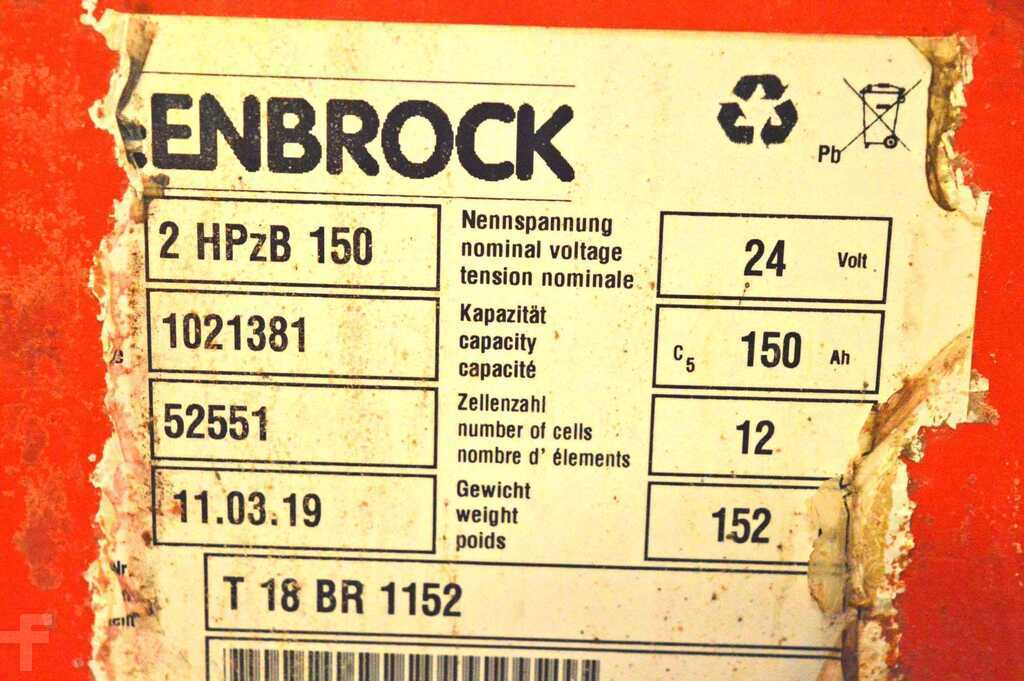 ENBROCK
Pb
2 HPzB 150
Nennspannung
nominal voltage
tension nominale
24 Volt
1021381
Kapazität
capacity
capacité
C5 150 Ah
52551
Zellenzahl
number of cells
nombre d' élements
12
11.03.19
Gewicht
weight
poids
152
T 18 BR 1152